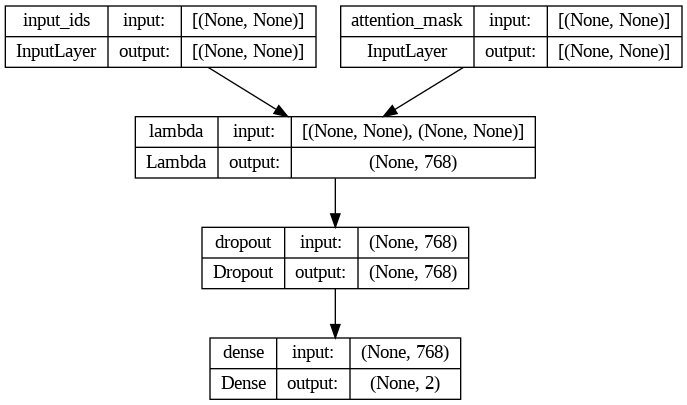 input_ids input: [(None, None)]
InputLayer output: [(None, None)]
attention_mask input: [(None, None)]
InputLayer output: [(None, None)]
lambda input: [(None, None), (None, None)]
Lambda output: (None, 768)
dropout input: (None, 768)
Dropout output: (None, 768)
dense input: (None, 768)
Dense output: (None, 2)